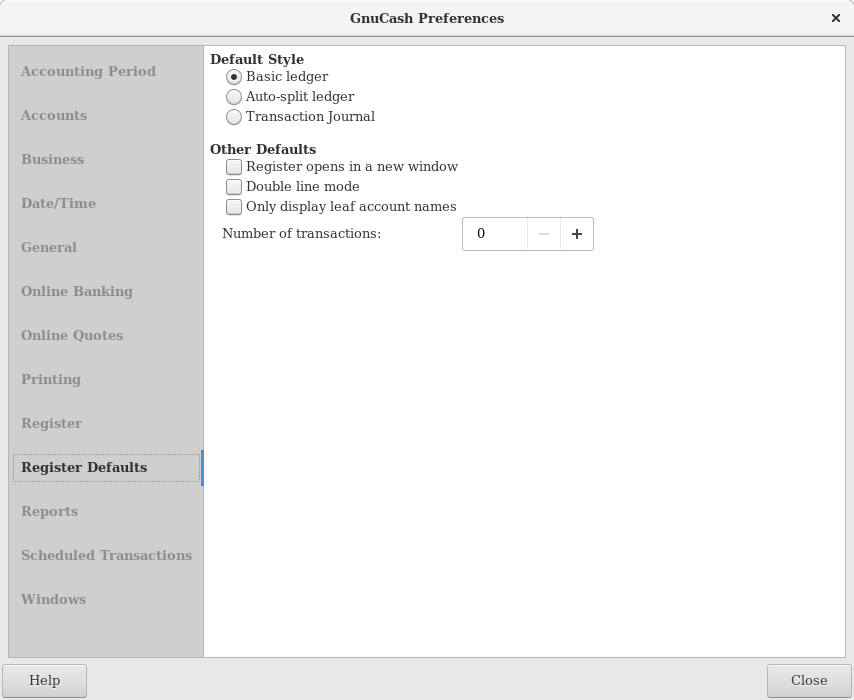 GnuCash Preferences
Accounting Period
Accounts
Business
Date/Time
General
Online Banking
Online Quotes
Printing
Register
Register Defaults
Reports
Scheduled Transactions
Windows
Default Style
Basic ledger
Auto-split ledger
Transaction Journal
Other Defaults
Register opens in a new window
Double line mode
Only display leaf account names
Number of transactions: 0
Help
Close